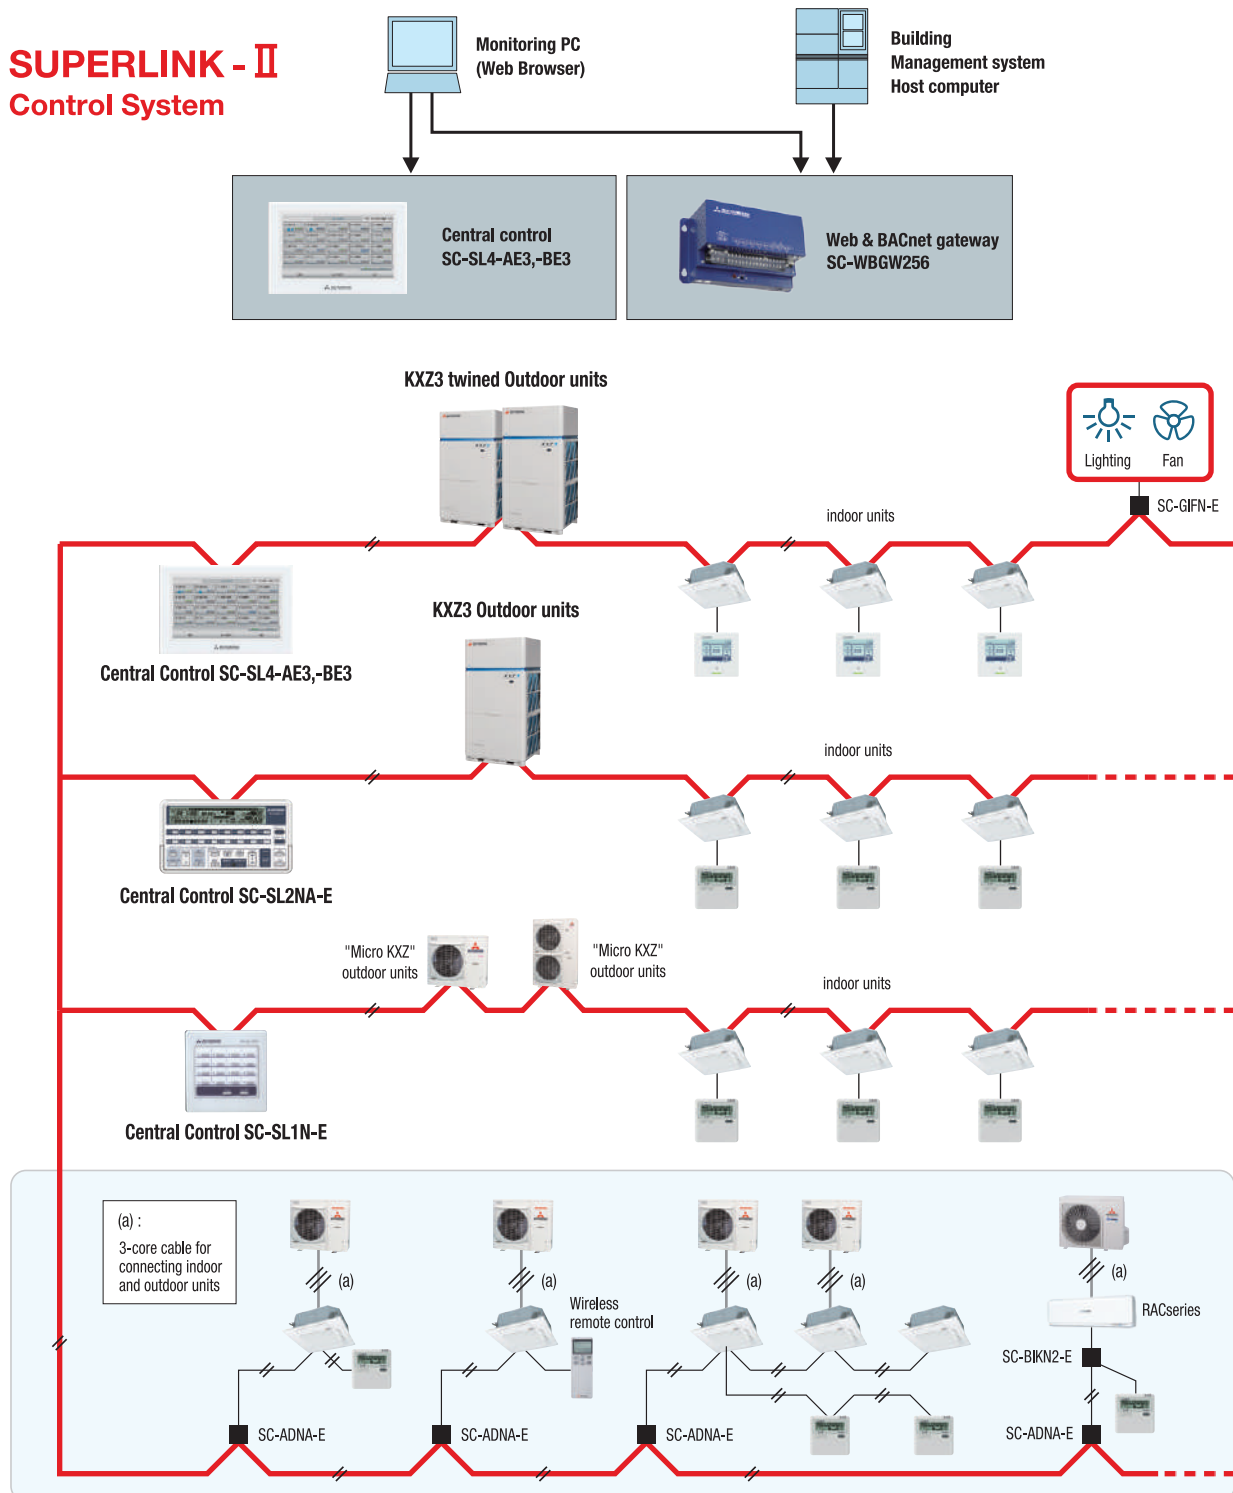 SUPERLINK - II
Control System
Monitoring PC
(Web Browser)
Building
Management system
Host computer
Central control
SC-SL4-AE3,-BE3
Web & BACnet gateway
SC-WBGW256
KXZ3 twined Outdoor units
Lighting
Fan
SC-GIFN-E
indoor units
Central Control SC-SL4-AE3,-BE3
KXZ3 Outdoor units
indoor units
Central Control SC-SL2NA-E
"Micro KXZ"
outdoor units
"Micro KXZ"
outdoor units
indoor units
Central Control SC-SL1N-E
(a) :
3-core cable for
connecting indoor
and outdoor units
(a)
(a)
(a)
(a)
(a)
Wireless
remote control
RACseries
SC-BIKN2-E
SC-ADNA-E
SC-ADNA-E
SC-ADNA-E
SC-ADNA-E